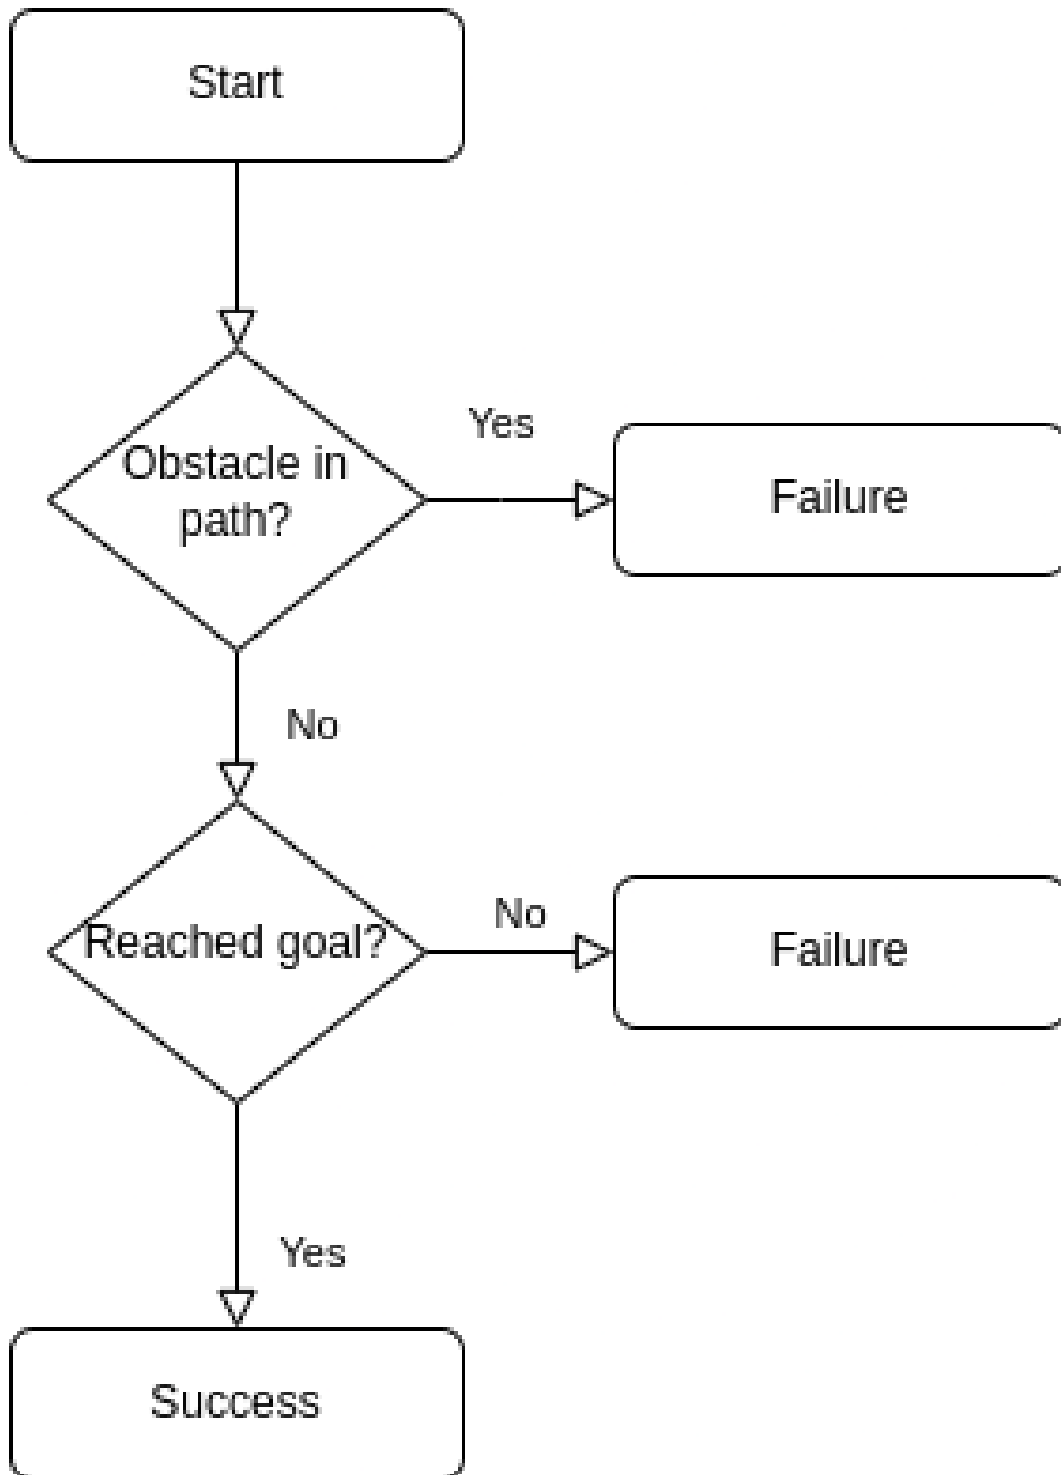 Start
Obstacle in
path?
Yes
Failure
No
Reached goal?
No
Failure
Yes
Success